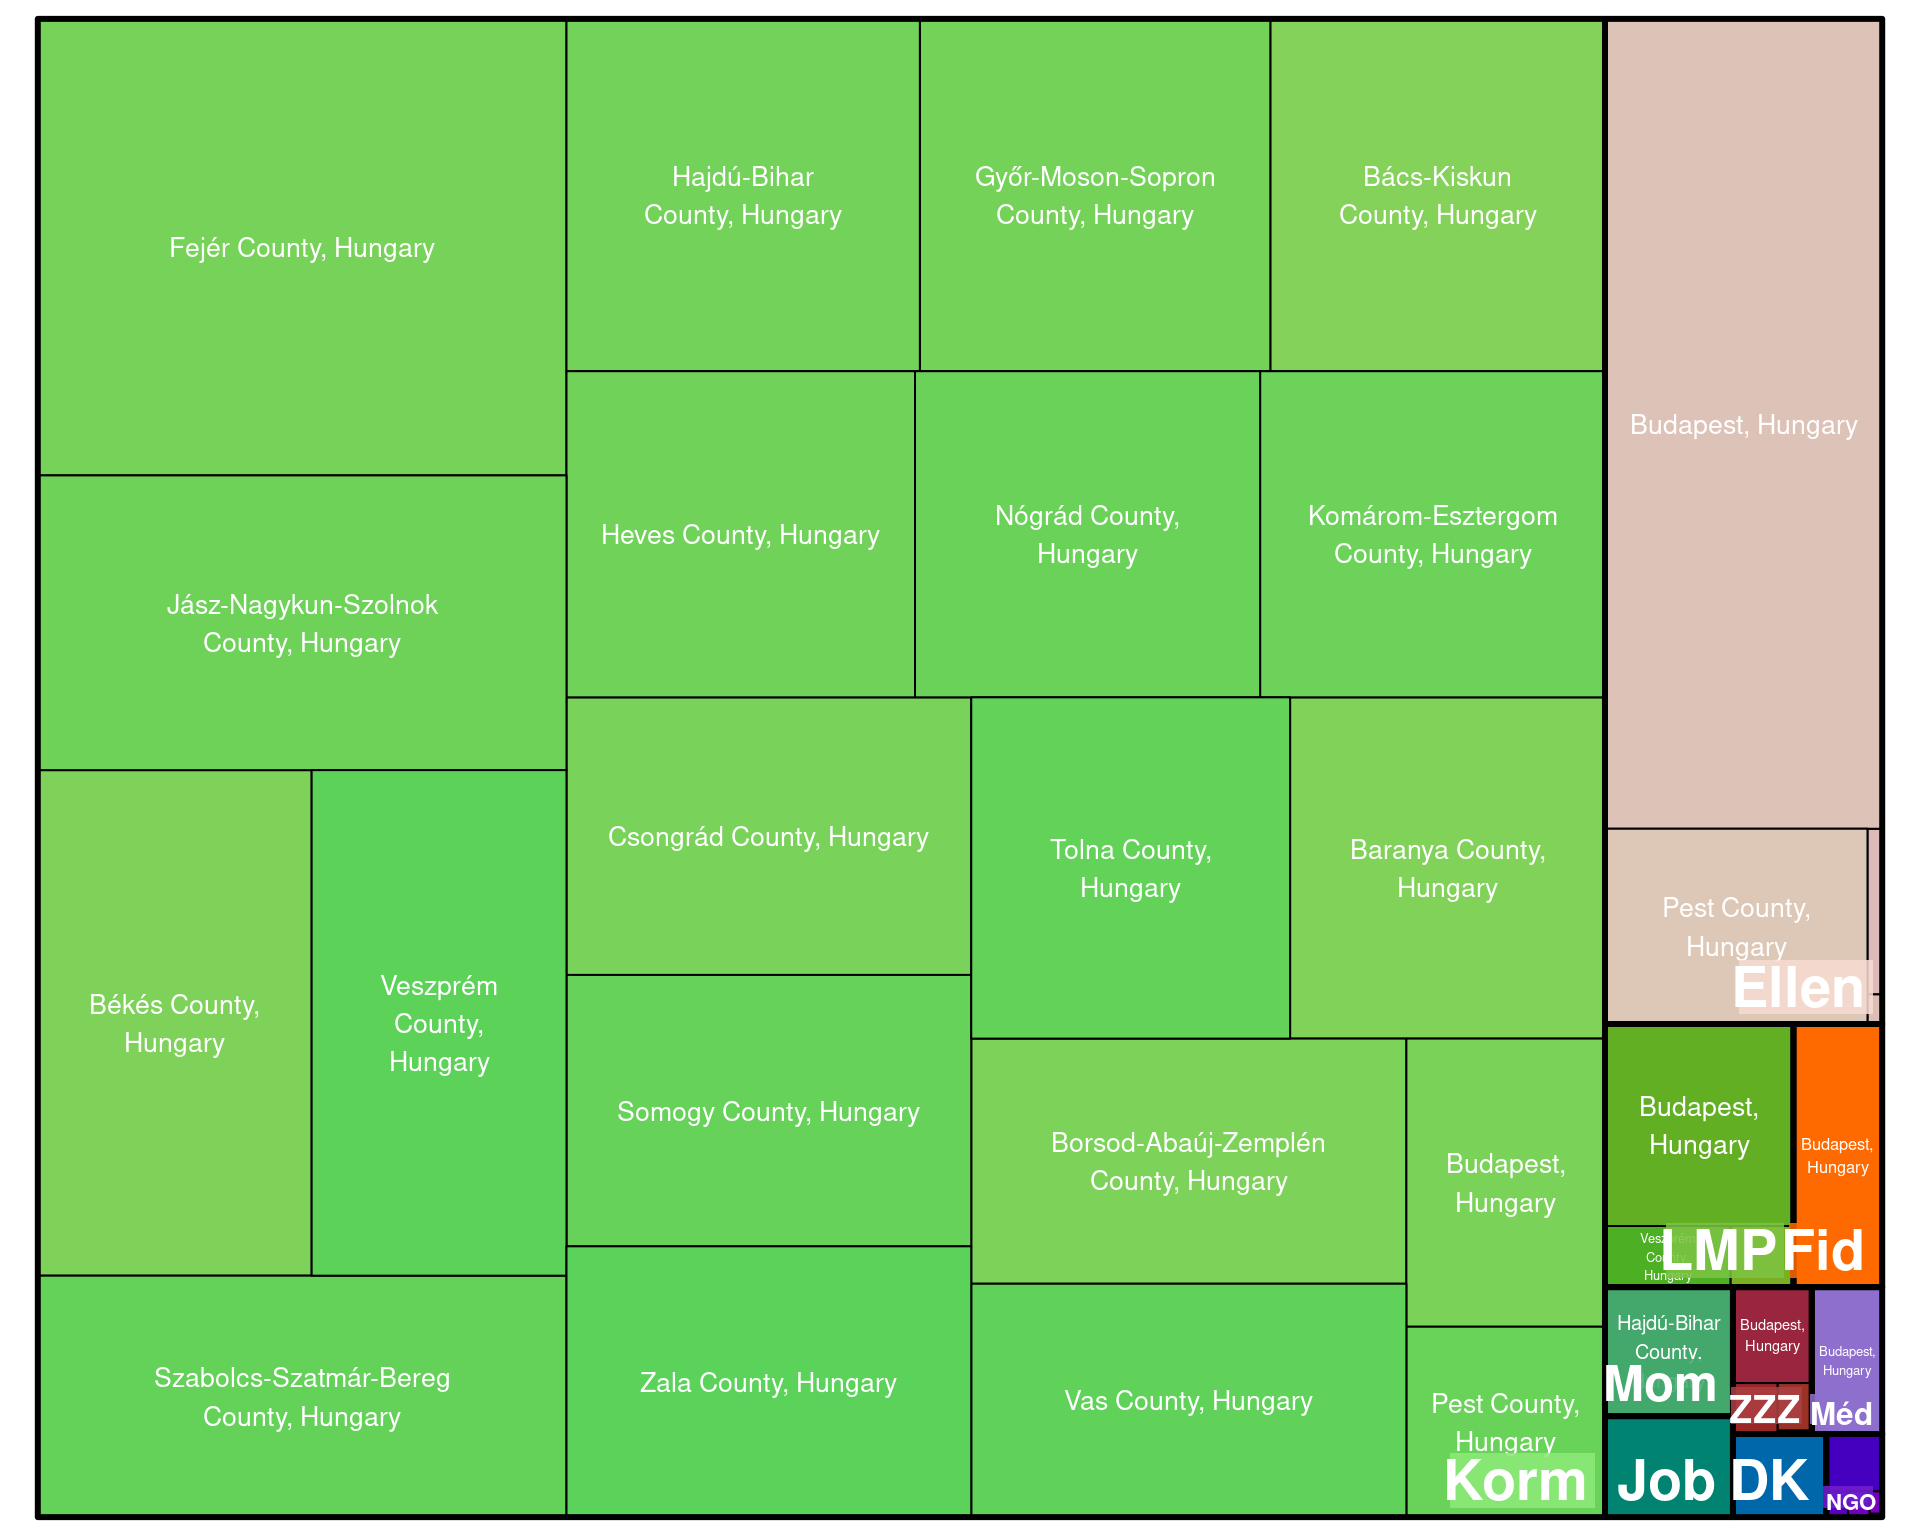 Fejér County, Hungary
Hajdú-Bihar
County, Hungary
Győr-Moson-Sopron
County, Hungary
Bács-Kiskun
County, Hungary
Budapest, Hungary
Jász-Nagykun-Szolnok
County, Hungary
Heves County, Hungary
Nógrád County,
Hungary
Komárom-Esztergom
County, Hungary
Békés County,
Hungary
Veszprém
County,
Hungary
Csongrád County, Hungary
Tolna County,
Hungary
Baranya County,
Hungary
Pest County,
Hungary
Ellen
Somogy County, Hungary
Borsod-Abaúj-Zemplén
County, Hungary
Budapest,
Hungary
Budapest,
Hungary
Budapest,
Hungary
Veszprém
County,
Hungary
LMP
Fid
Szabolcs-Szatmár-Bereg
County, Hungary
Zala County, Hungary
Vas County, Hungary
Pest County,
Hungary
Korm
Hajdú-Bihar
County,
Mom
Budapest,
Hungary
ZZZ
Budapest,
Hungary
Méd
Job
DK
NGO